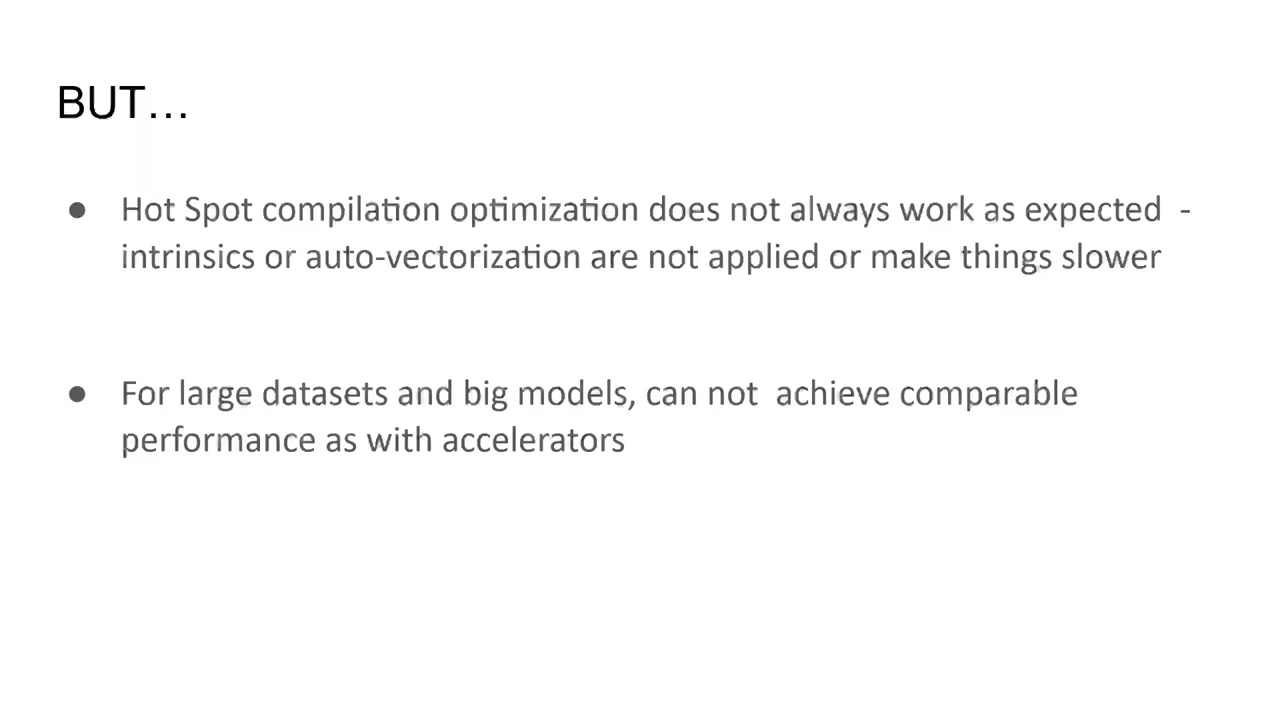 BUT…
● Hot Spot compilation optimization does not always work as expected -
intrinsics or auto-vectorization are not applied or make things slower
● For large datasets and big models, can not achieve comparable
performance as with accelerators